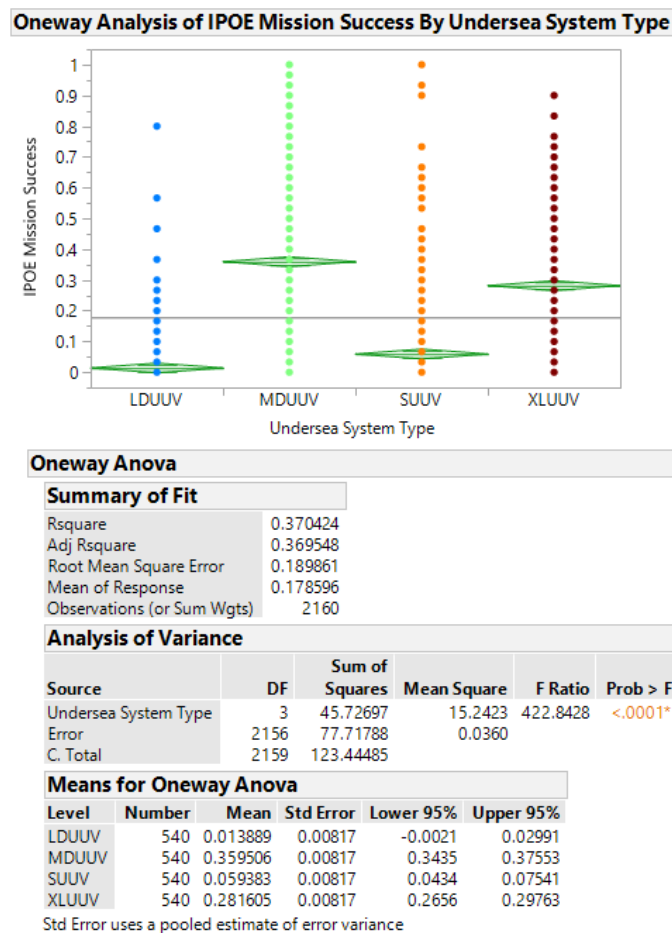 Oneway Analysis of IPOE Mission Success By Undersea System Type
1
0.9
0.8
0.7
0.6
0.5
0.4
0.3
0.2
0.1
0
IPOE Mission Success
LDUUV MDUUV SUUV XLUUV
Undersea System Type
Oneway Anova
Summary of Fit
Rsquare 0.370424
Adj Rsquare 0.369548
Root Mean Square Error 0.189861
Mean of Response 0.178596
Observations (or Sum Wgts) 2160
Analysis of Variance
Source DF Sum of Squares Mean Square F Ratio Prob > F
Undersea System Type 3 45.72697 15.2423 422.8428 <.0001*
Error 2156 77.71788 0.0360
C. Total 2159 123.44485
Means for Oneway Anova
Level Number Mean Std Error Lower 95% Upper 95%
LDUUV 540 0.013889 0.00817 -0.0021 0.02991
MDUUV 540 0.359506 0.00817 0.3435 0.37553
SUUV 540 0.059383 0.00817 0.0434 0.07541
XLUUV 540 0.281605 0.00817 0.2656 0.29763
Std Error uses a pooled estimate of error variance